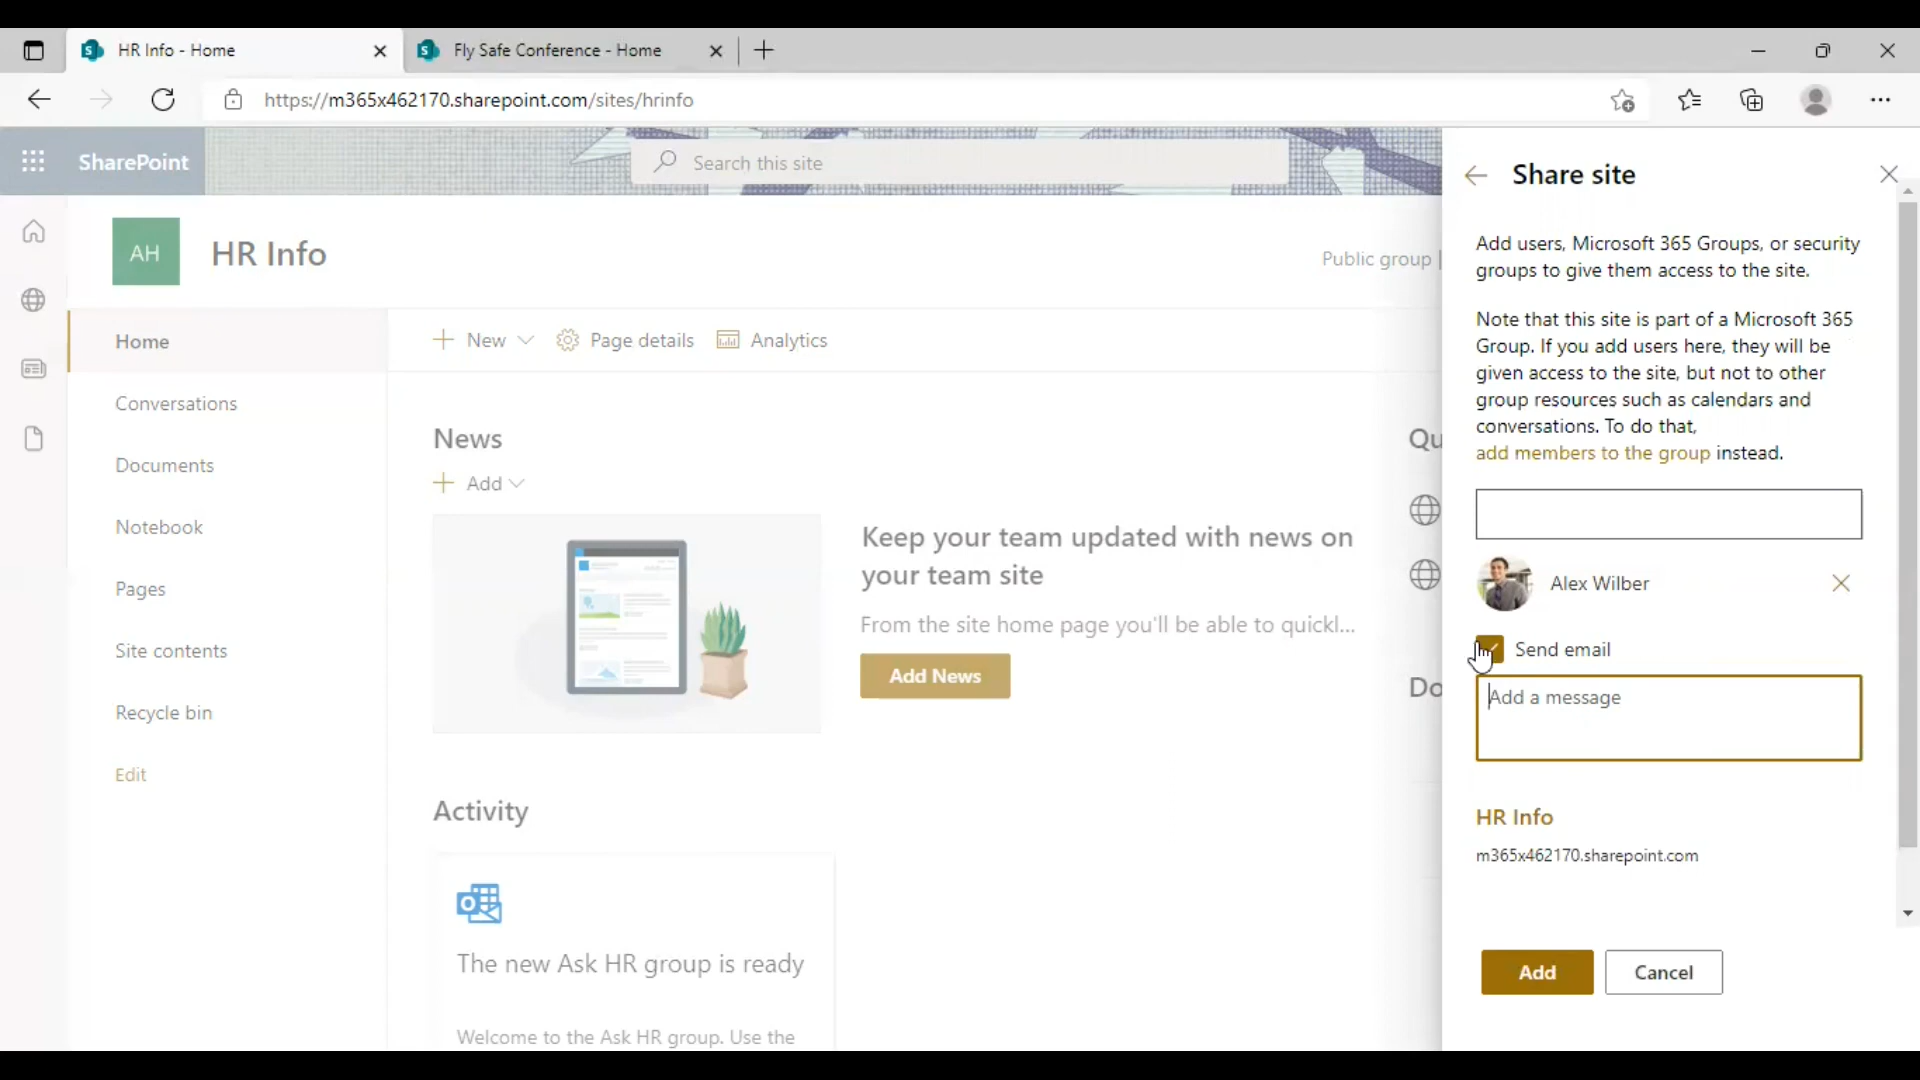 HR Info - Home
Fly Safe Conference - Home
https://m365x462170.sharepoint.com/sites/hrinfo
SharePoint
Search this site
AH
HR Info
Public group |
Home
Conversations
Documents
Notebook
Pages
Site contents
Recycle bin
Edit
New
Page details
Analytics
News
Add
Keep your team updated with news on
your team site
From the site home page you'll be able to quickl...
Add News
Qu
Do
Activity
The new Ask HR group is ready
Welcome to the Ask HR group. Use the
Share site
Add users, Microsoft 365 Groups, or security
groups to give them access to the site.
Note that this site is part of a Microsoft 365
Group. If you add users here, they will be
given access to the site, but not to other
group resources such as calendars and
conversations. To do that,
add members to the group instead.
Alex Wilber
Send email
Add a message
HR Info
m365x462170.sharepoint.com
Add
Cancel